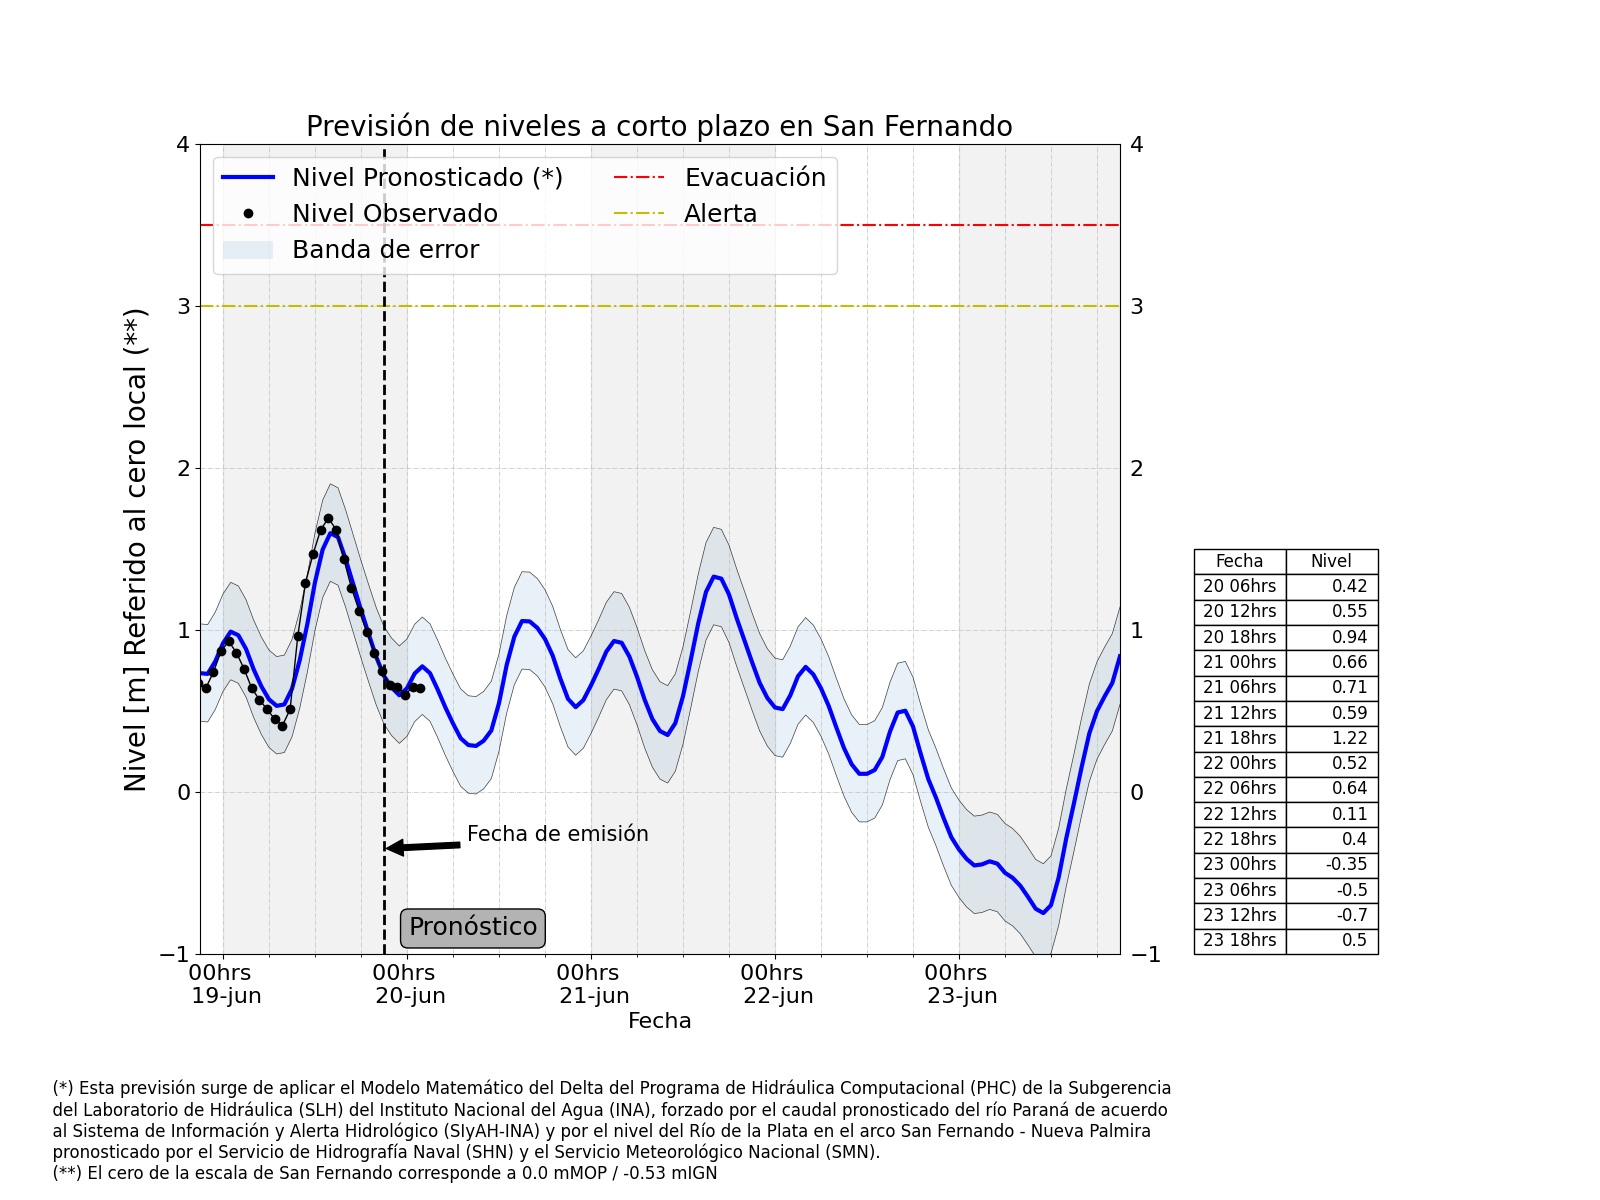 Previsión de niveles a corto plazo en San Fernando
4
3
2
1
0
−1
4
3
2
1
0
−1
Nivel [m] Referido al cero local (**)
Nivel Pronosticado (*)
Nivel Observado
Banda de error
Evacuación
Alerta
Fecha de emisión
Pronóstico
00hrs
19-jun
00hrs
20-jun
00hrs
21-jun
00hrs
22-jun
00hrs
23-jun
Fecha
Fecha Nivel
20 06hrs 0.42
20 12hrs 0.55
20 18hrs 0.94
21 00hrs 0.66
21 06hrs 0.71
21 12hrs 0.59
21 18hrs 1.22
22 00hrs 0.52
22 06hrs 0.64
22 12hrs 0.11
22 18hrs 0.4
23 00hrs -0.35
23 06hrs -0.5
23 12hrs -0.7
23 18hrs 0.5
(*) Esta previsión surge de aplicar el Modelo Matemático del Delta del Programa de Hidráulica Computacional (PHC) de la Subgerencia
del Laboratorio de Hidráulica (SLH) del Instituto Nacional del Agua (INA), forzado por el caudal pronosticado del río Paraná de acuerdo
al Sistema de Información y Alerta Hidrológico (SIyAH-INA) y por el nivel del Río de la Plata en el arco San Fernando - Nueva Palmira
pronosticado por el Servicio de Hidrografía Naval (SHN) y el Servicio Meteorológico Nacional (SMN).
(**) El cero de la escala de San Fernando corresponde a 0.0 mMOP / -0.53 mIGN